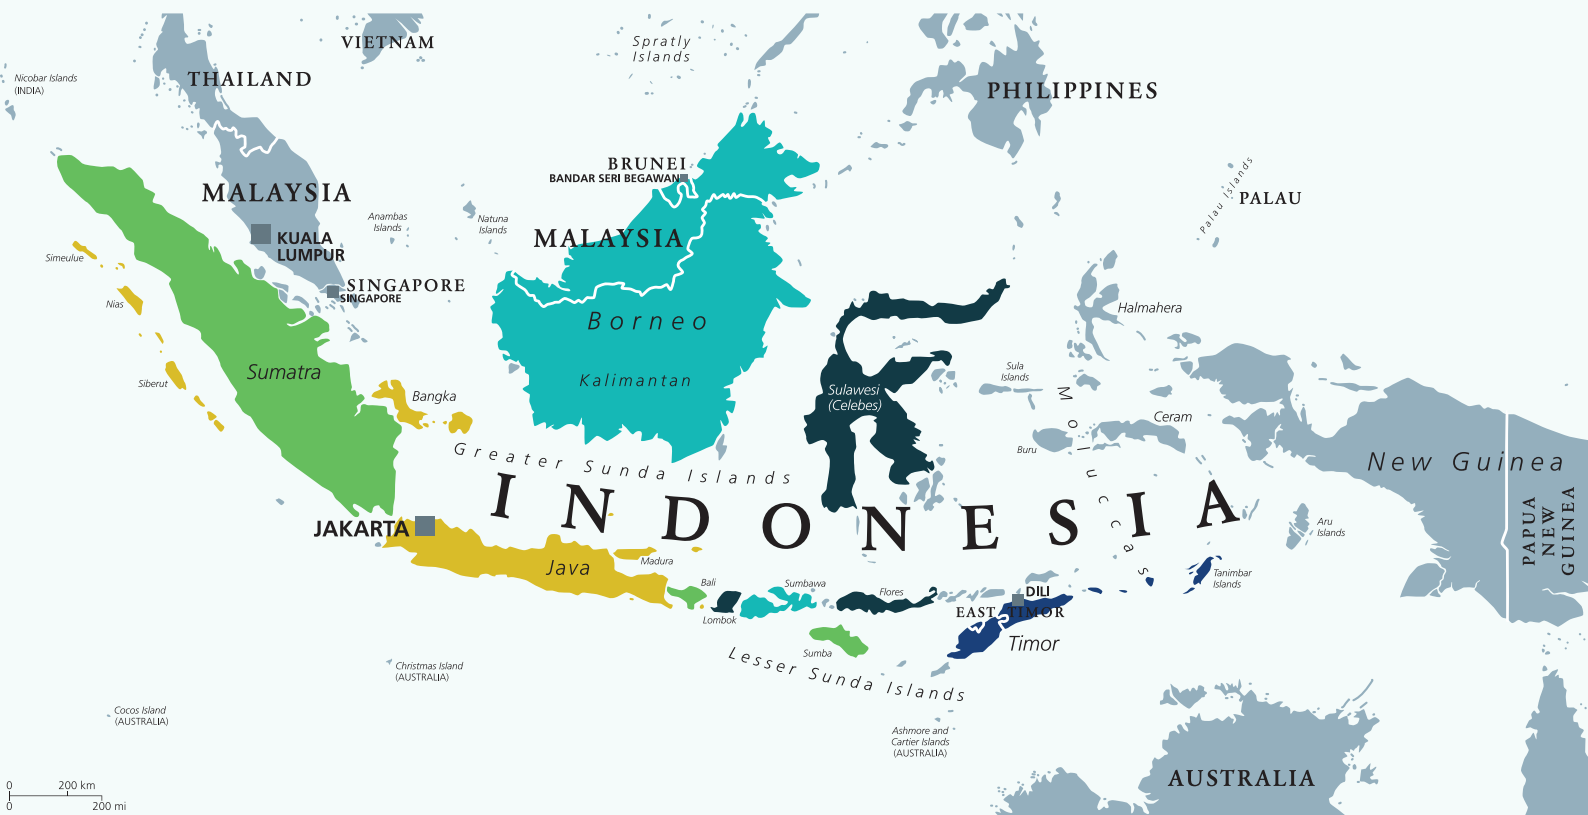 VIETNAM
Spratly
Islands
THAILAND
Nicobar Islands
(INDIA)
PHILIPPINES
BRUNEI
BANDAR SERI BEGAWAN
MALAYSIA
Palau Islands
PALAU
Anambas
Islands
Natuna
Islands
KUALA
LUMPUR
MALAYSIA
Simeulue
SINGAPORE
SINGAPORE
Nias
Halmahera
Borneo
Sumatra
Siberut
Kalimantan
Sula
Islands
Bangka
Sulawesi
(Celebes)
Moluccas
Ceram
Buru
Greater Sunda Islands
New Guinea
INDONESIA
PAPUA
NEW
GUINEA
Aru
Islands
JAKARTA
Java
Madura
Bali
Lombok
Sumbawa
Flores
DILI
EAST TIMOR
Timor
Tanimbar
Islands
Sumba
Lesser Sunda Islands
Christmas Island
(AUSTRALIA)
Cocos Island
(AUSTRALIA)
Ashmore and
Cartier Islands
(AUSTRALIA)
AUSTRALIA
0 200 km
0 200 mi